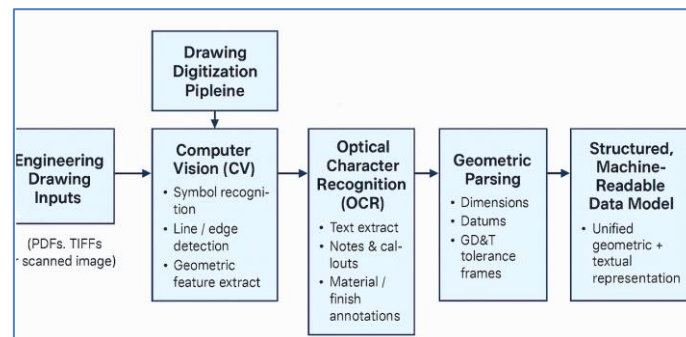 Drawing
Digitization
Pipleine
Engineering
Drawing
Inputs
(PDFs. TIFFs
r scanned image)
Computer
Vision (CV)
• Symbol recogni-
tion
• Line / edge
detection
• Geometric
feature extract
Optical
Character
Recognition
(OCR)
• Text extract
• Notes & cal-
louts
• Material /
finish
annotations
Geometric
Parsing
• Dimensions
• Datums
• GD&T
tolerance
frames
Structured,
Machine-
Readable
Data Model
• Unified
geometric +
textual
representation